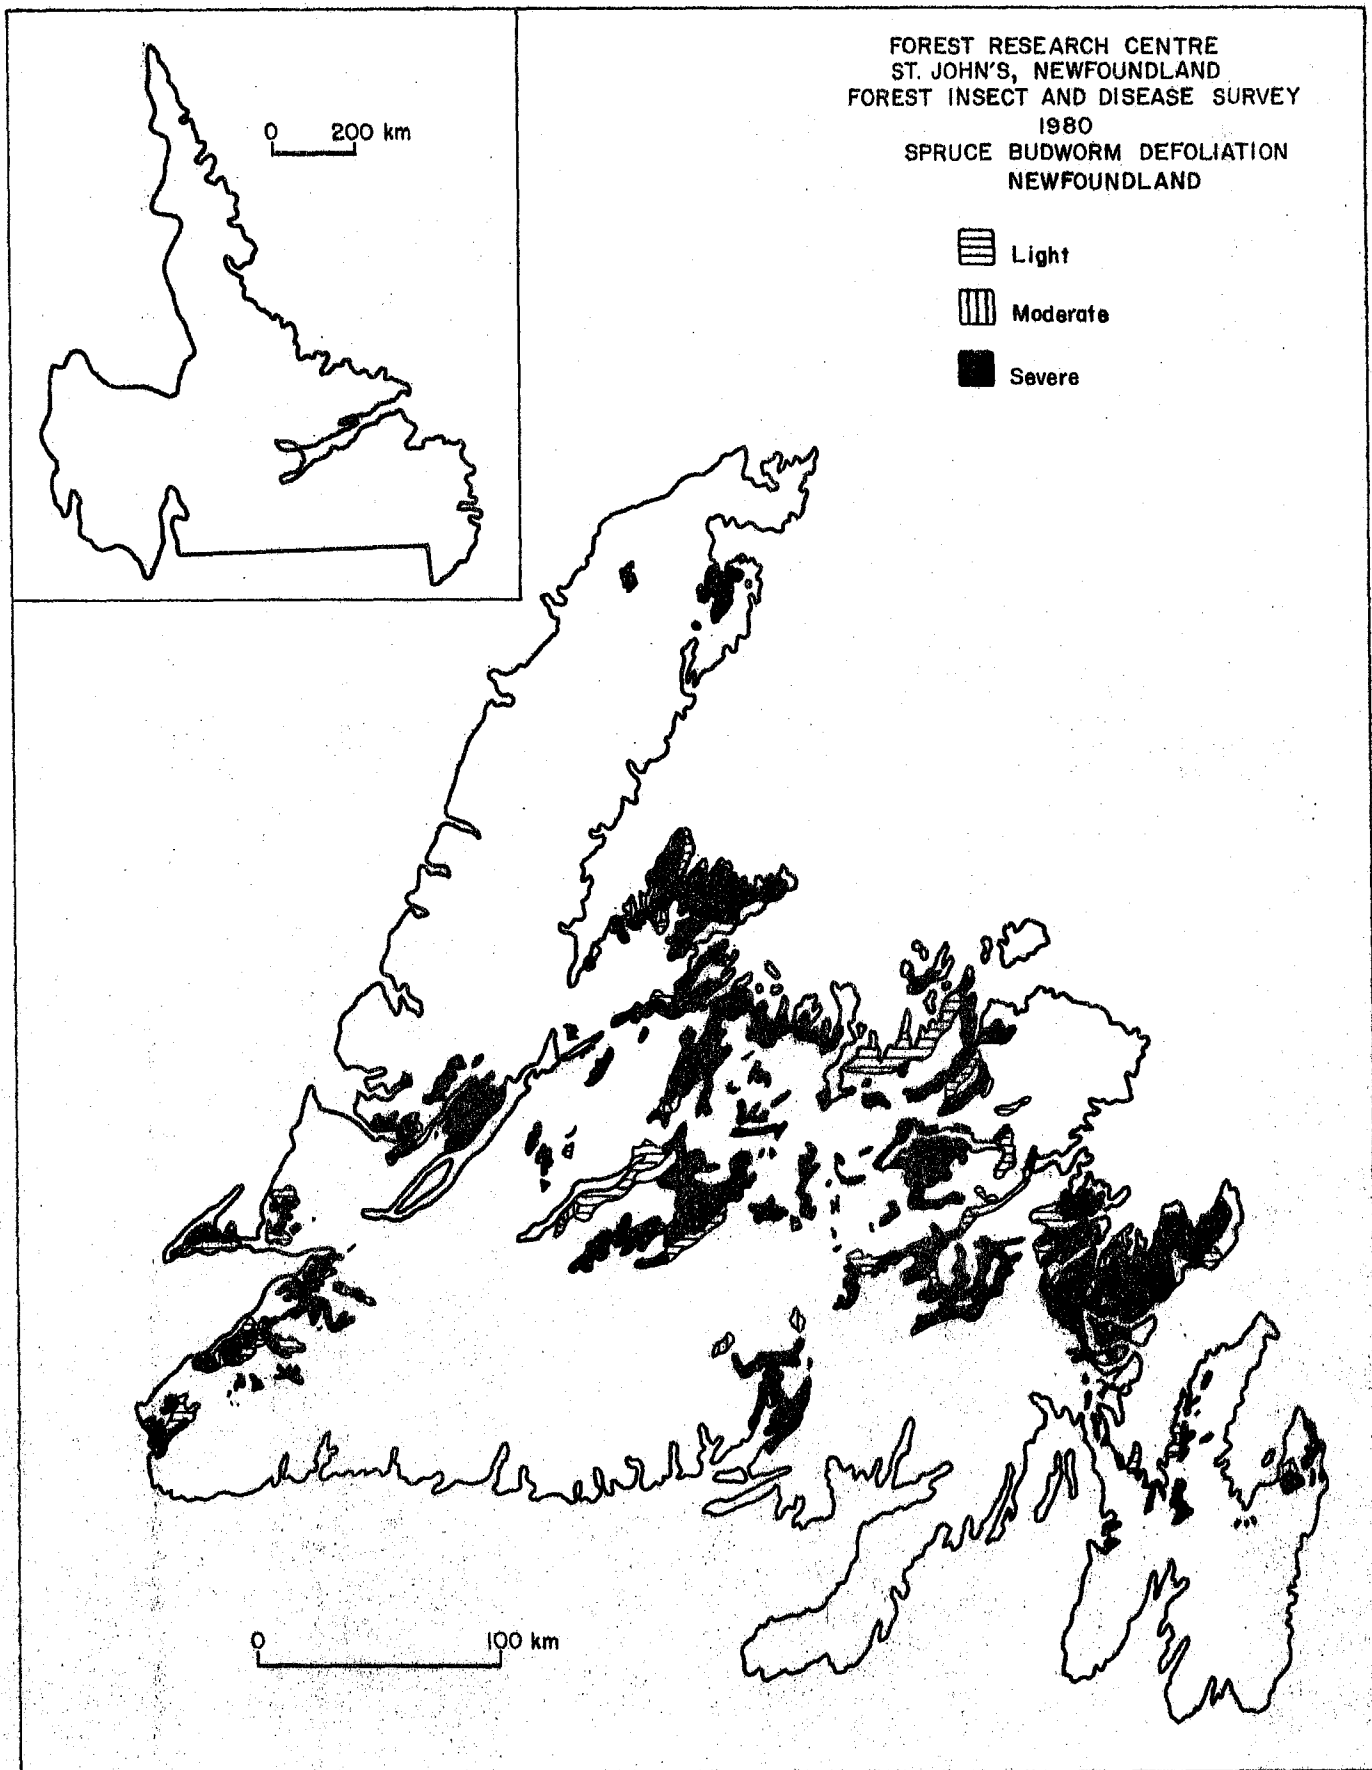 FOREST RESEARCH CENTRE
ST. JOHN'S, NEWFOUNDLAND
FOREST INSECT AND DISEASE SURVEY
1980
SPRUCE BUDWORM DEFOLIATION
NEWFOUNDLAND
0 200 km
Light
Moderate
Severe
0 100 km